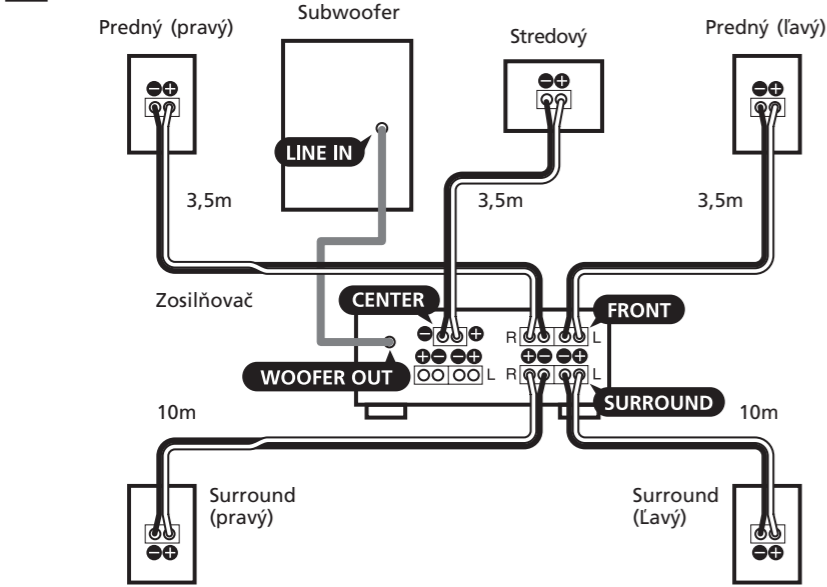 Subwoofer
Predný (pravý)
Stredový
Predný (ľavý)
LINE IN
3,5m
3,5m
3,5m
Zosilňovač
CENTER
FRONT
R
L
WOOFER OUT
L
R
L
SURROUND
10m
10m
Surround
(pravý)
Surround
(Ľavý)